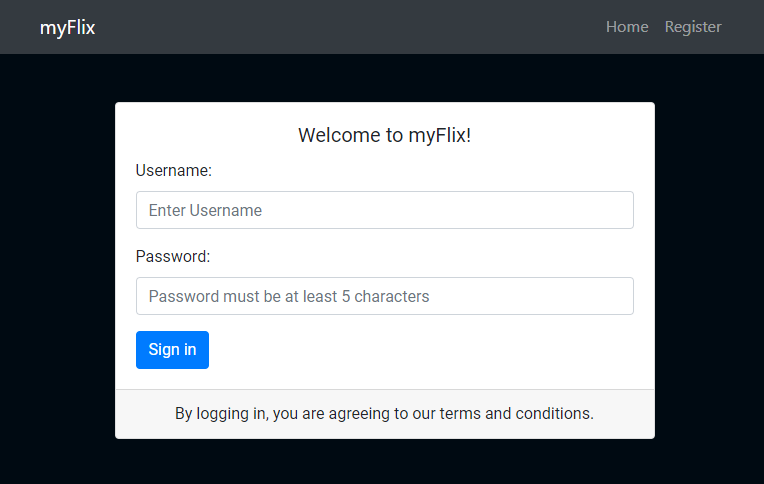 myFlix
Home Register
Welcome to myFlix!
Username:
Enter Username
Password:
Password must be at least 5 characters
Sign in
By logging in, you are agreeing to our terms and conditions.